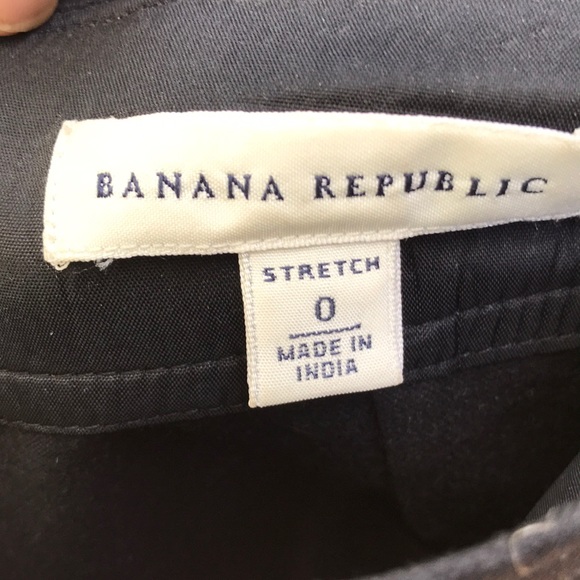 BANANA REPUBLIC
STRETCH
0
MADE IN
INDIA